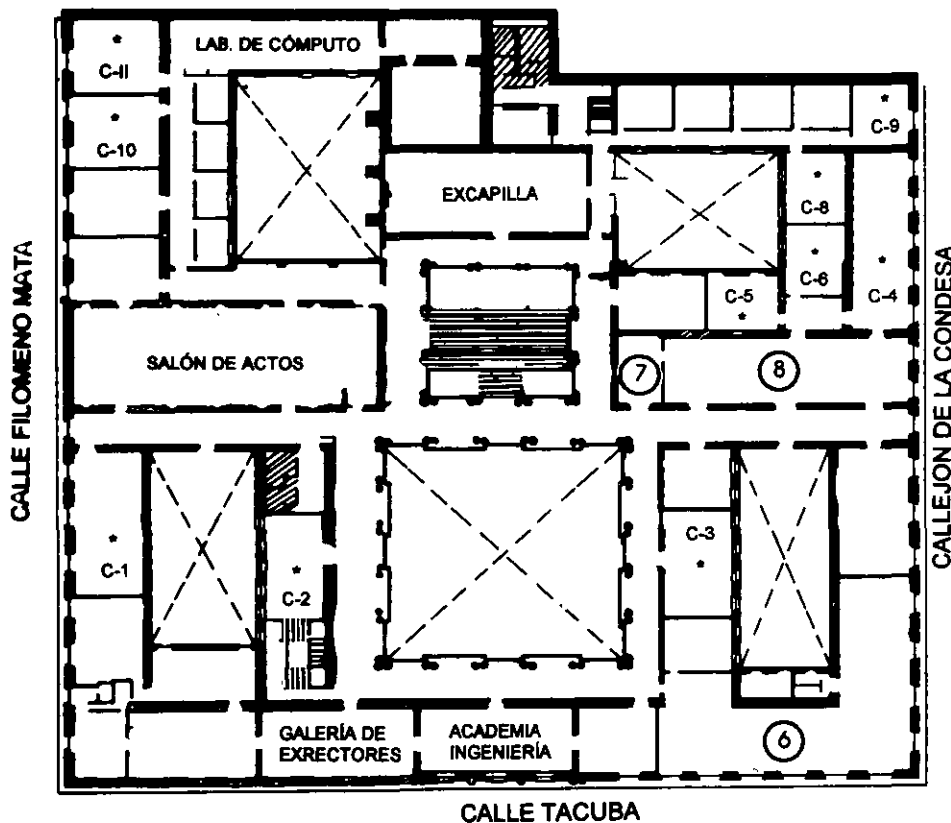 LAB. DE CÓMPUTO
C-II
C-10
C-9
EXCAPILLA
C-8
C-6
C-4
C-5
CALLE FILOMENO MATA
SALÓN DE ACTOS
7
8
CALLEJON DE LA CONDESA
C-1
C-2
C-3
GALERÍA DE
EXRECTORES
ACADEMIA
INGENIERÍA
6
CALLE TACUBA